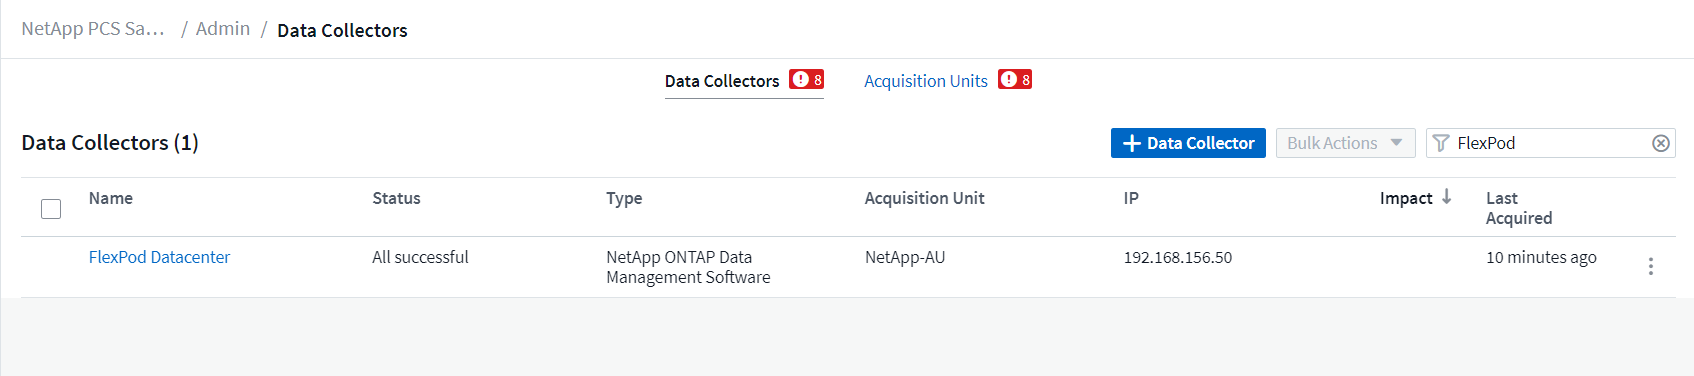 NetApp PCS Sa... / Admin / Data Collectors
Data Collectors 8 Acquisition Units 8
Data Collectors (1) + Data Collector Bulk Actions FlexPod
Name Status Type Acquisition Unit IP Impact ↓ Last
Acquired
FlexPod Datacenter All successful NetApp ONTAP Data NetApp-AU 192.168.156.50 10 minutes ago
Management Software